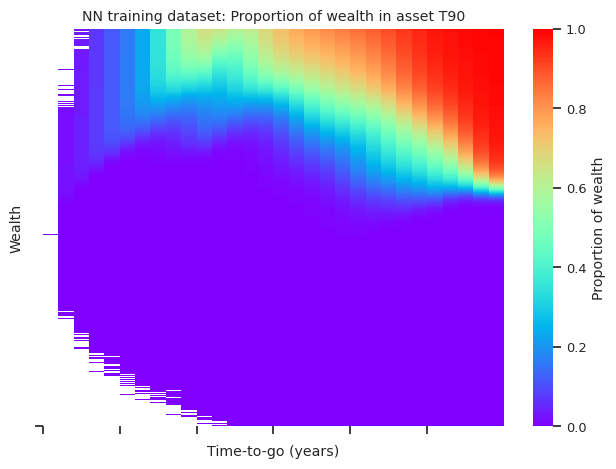 NN training dataset: Proportion of wealth in asset T90
Wealth
Time-to-go (years)
1.0
0.8
0.6
0.4
0.2
0.0
Proportion of wealth